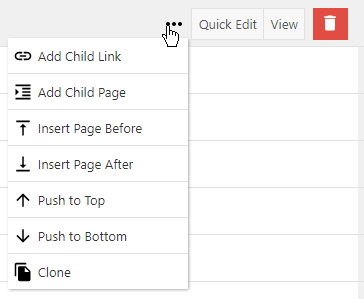 Quick Edit View
Add Child Link
Add Child Page
Insert Page Before
Insert Page After
Push to Top
Push to Bottom
Clone